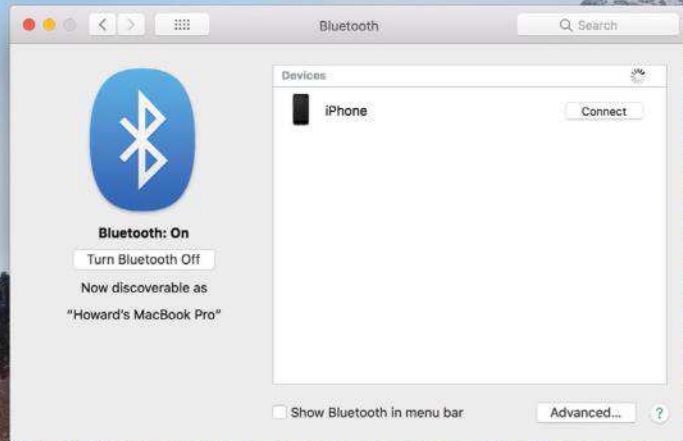 Bluetooth
Search
Devices
iPhone
Connect
Bluetooth: On
Turn Bluetooth Off
Now discoverable as
"Howard's MacBook Pro"
Show Bluetooth in menu bar
Advanced...
?